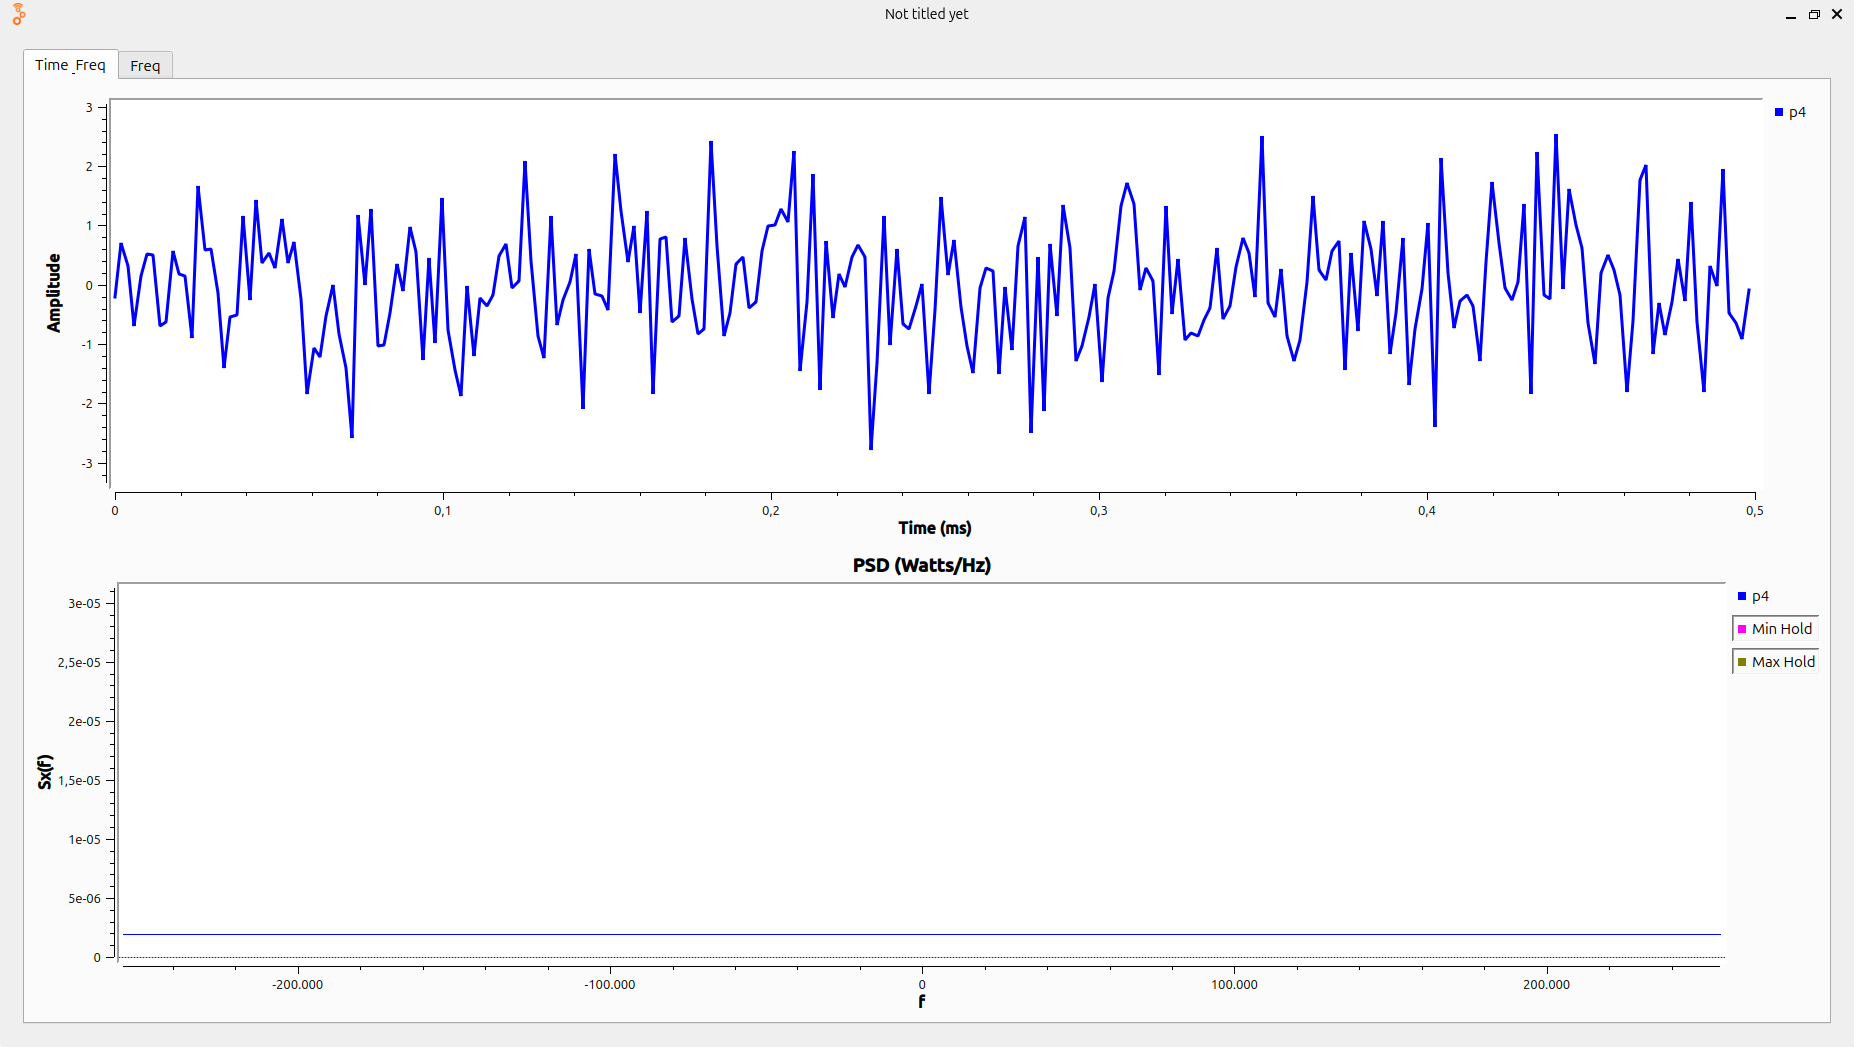 Not titled yet
Time_Freq
Freq
3
2
1
0
-1
-2
-3
Amplitude
p4
0 0,1 0,2 0,3 0,4 0,5
Time (ms)
PSD (Watts/Hz)
3e-05
2,5e-05
2e-05
1,5e-05
1e-05
5e-06
0
Sx(f)
p4
Min Hold
Max Hold
-200.000 -100.000 0 100.000 200.000
f